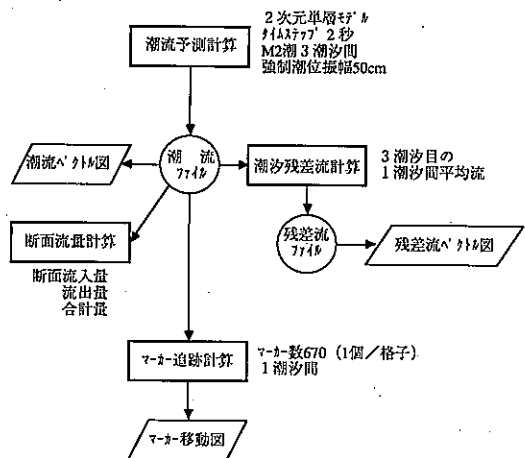 潮流予測計算
2次元単層ﾓﾃﾞﾙ
ﾀｲﾑｽﾃｯﾌﾟ2秒
M2潮3潮汐間
強制潮位振幅50cm
潮流ﾍﾞｸﾄﾙ図
潮 流
ﾌｧｲﾙ
潮汐残差流計算
3潮汐目の
1潮汐間平均流
断面流量計算
断面流入量
流出量
合計量
残差流
ﾌｧｲﾙ
残差流ﾍﾞｸﾄﾙ図
ﾏｰｶｰ追跡計算
ﾏｰｶｰ数670 (1個/格子)
1潮汐間
ﾏｰｶｰ移動図